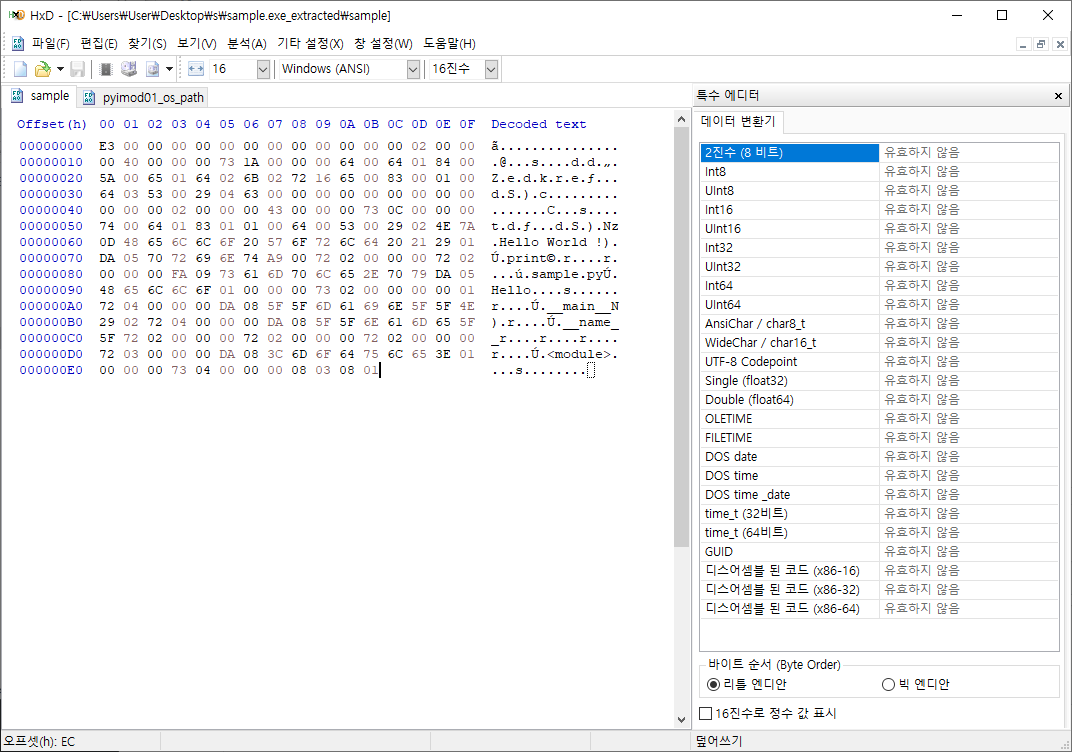 HxD - [C:₩Users₩User₩Desktop₩s₩sample.exe_extracted₩sample]
파일(F) 편집(E) 찾기(S) 보기(V) 분석(A) 기타 설정(X) 창 설정(W) 도움말(H)
16 Windows (ANSI) 16진수
sample pyimod01_os_path
Offset(h) 00 01 02 03 04 05 06 07 08 09 0A 0B 0C 0D 0E 0F Decoded text
00000000 E3 00 00 00 00 00 00 00 00 00 00 00 00 02 00 00 ã...............
00000010 00 40 00 00 00 73 1A 00 00 00 64 00 64 01 84 00 .@...s....d.d.„.
00000020 5A 00 65 01 64 02 6B 02 72 16 65 00 83 00 01 00 Z.e.d.k.r.e.ƒ...
00000030 64 03 53 00 29 04 63 00 00 00 00 00 00 00 00 00 d.S.).c.........
00000040 00 00 00 02 00 00 00 43 00 00 00 73 0C 00 00 00 .......C...s....
00000050 74 00 64 01 83 01 01 00 64 00 53 00 29 02 4E 7A t.d.ƒ...d.S.).Nz
00000060 0D 48 65 6C 6C 6F 20 57 6F 72 6C 64 20 21 29 01 .Hello World !).
00000070 DA 05 70 72 69 6E 74 A9 00 72 02 00 00 00 72 02 Ú.print©.r....r.
00000080 00 00 00 FA 09 73 61 6D 70 6C 65 2E 70 79 DA 05 ...ú.sample.pyÚ.
00000090 48 65 6C 6C 6F 01 00 00 00 73 02 00 00 00 00 01 Hello....s......
000000A0 72 04 00 00 00 DA 08 5F 5F 6D 61 69 6E 5F 5F 4E r....Ú.__main__N
000000B0 29 02 72 04 00 00 00 DA 08 5F 5F 6E 61 6D 65 5F ).r....Ú.__name_
000000C0 5F 72 02 00 00 00 72 02 00 00 00 72 02 00 00 00 _r....r....r....
000000D0 72 03 00 00 00 DA 08 3C 6D 6F 64 75 6C 65 3E 01 r....Ú.<module>.
000000E0 00 00 00 73 04 00 00 00 08 03 08 01 ...s........
특수 에디터
데이터 변환기
2진수 (8 비트) 유효하지 않음
Int8 유효하지 않음
UInt8 유효하지 않음
Int16 유효하지 않음
UInt16 유효하지 않음
Int32 유효하지 않음
UInt32 유효하지 않음
Int64 유효하지 않음
UInt64 유효하지 않음
AnsiChar / char8_t 유효하지 않음
WideChar / char16_t 유효하지 않음
UTF-8 Codepoint 유효하지 않음
Single (float32) 유효하지 않음
Double (float64) 유효하지 않음
OLETIME 유효하지 않음
FILETIME 유효하지 않음
DOS date 유효하지 않음
DOS time 유효하지 않음
DOS time _date 유효하지 않음
time_t (32비트) 유효하지 않음
time_t (64비트) 유효하지 않음
GUID 유효하지 않음
디스어셈블 된 코드 (x86-16) 유효하지 않음
디스어셈블 된 코드 (x86-32) 유효하지 않음
디스어셈블 된 코드 (x86-64) 유효하지 않음
바이트 순서 (Byte Order)
리틀 엔디안 빅 엔디안
16진수로 정수 값 표시
오프셋(h): EC 덮어쓰기